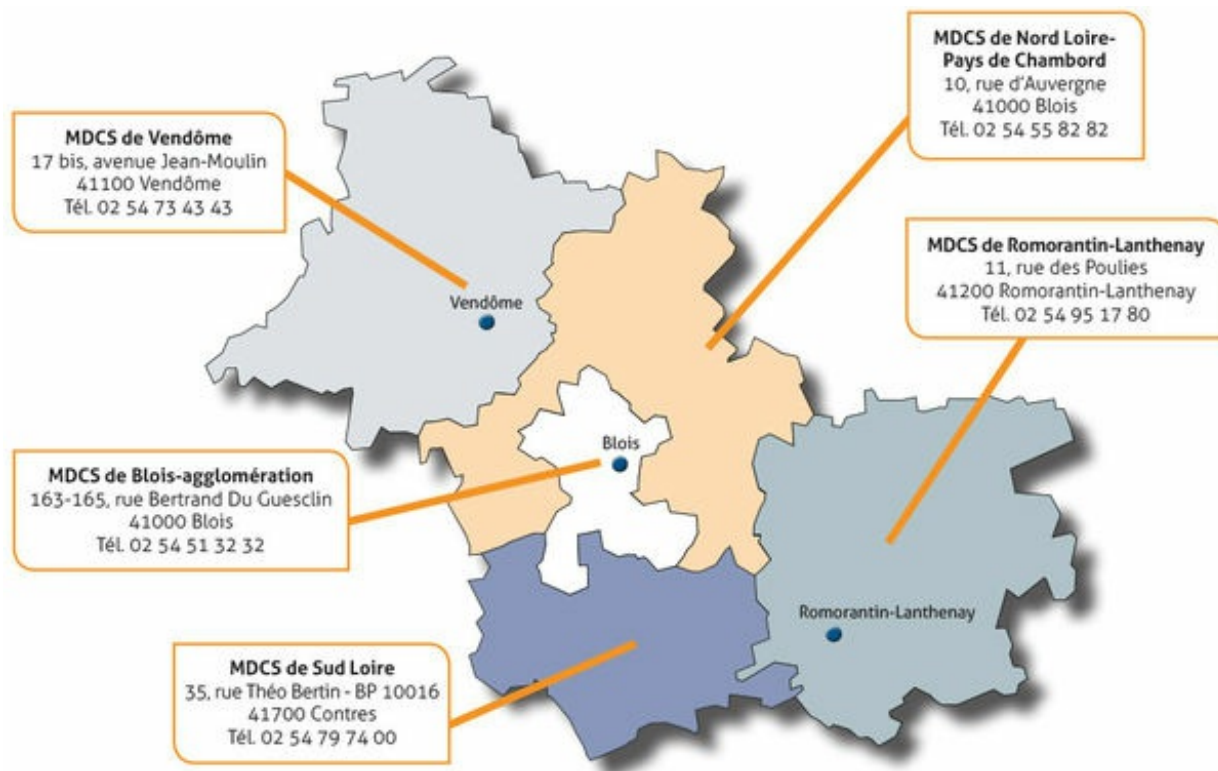 MDCS de Nord Loire-
Pays de Chambord
10, rue d'Auvergne
41000 Blois
Tél. 02 54 55 82 82
MDCS de Vendôme
17 bis, avenue Jean-Moulin
41100 Vendôme
Tél. 02 54 73 43 43
MDCS de Romorantin-Lanthenay
11, rue des Poulies
41200 Romorantin-Lanthenay
Tél. 02 54 95 17 80
Vendôme
Blois
MDCS de Blois-agglomération
163-165, rue Bertrand Du Guesclin
41000 Blois
Tél. 02 54 51 32 32
Romorantin-Lanthenay
MDCS de Sud Loire
35, rue Théo Bertin - BP 10016
41700 Contres
Tél. 02 54 79 74 00